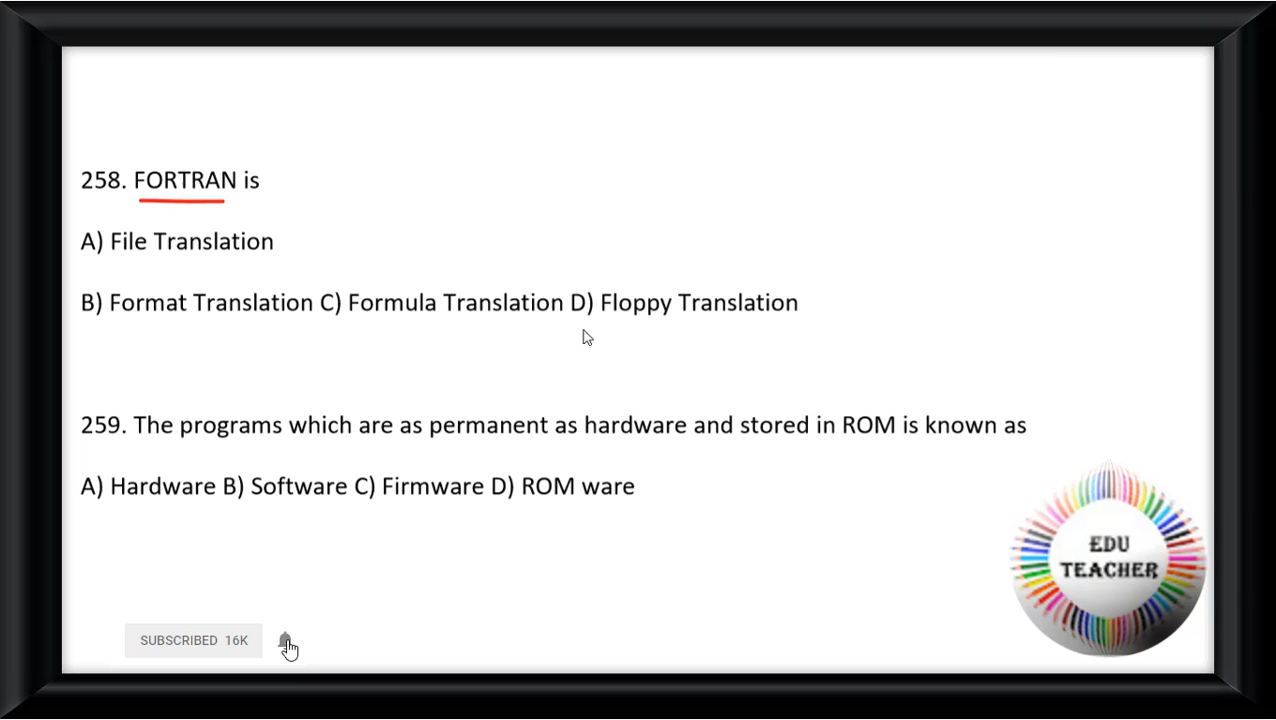 258. FORTRAN is
A) File Translation
B) Format Translation C) Formula Translation D) Floppy Translation
259. The programs which are as permanent as hardware and stored in ROM is known as
A) Hardware B) Software C) Firmware D) ROM ware
EDU
TEACHER
SUBSCRIBED 16K